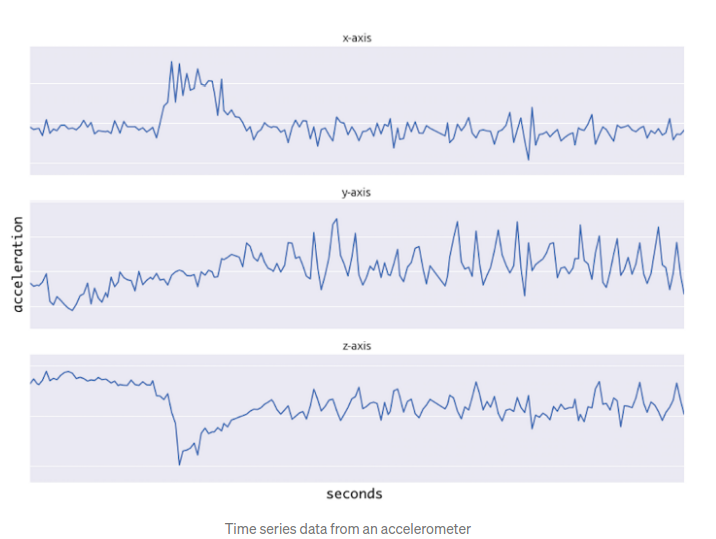 x-axis
y-axis
acceleration
z-axis
seconds
Time series data from an accelerometer